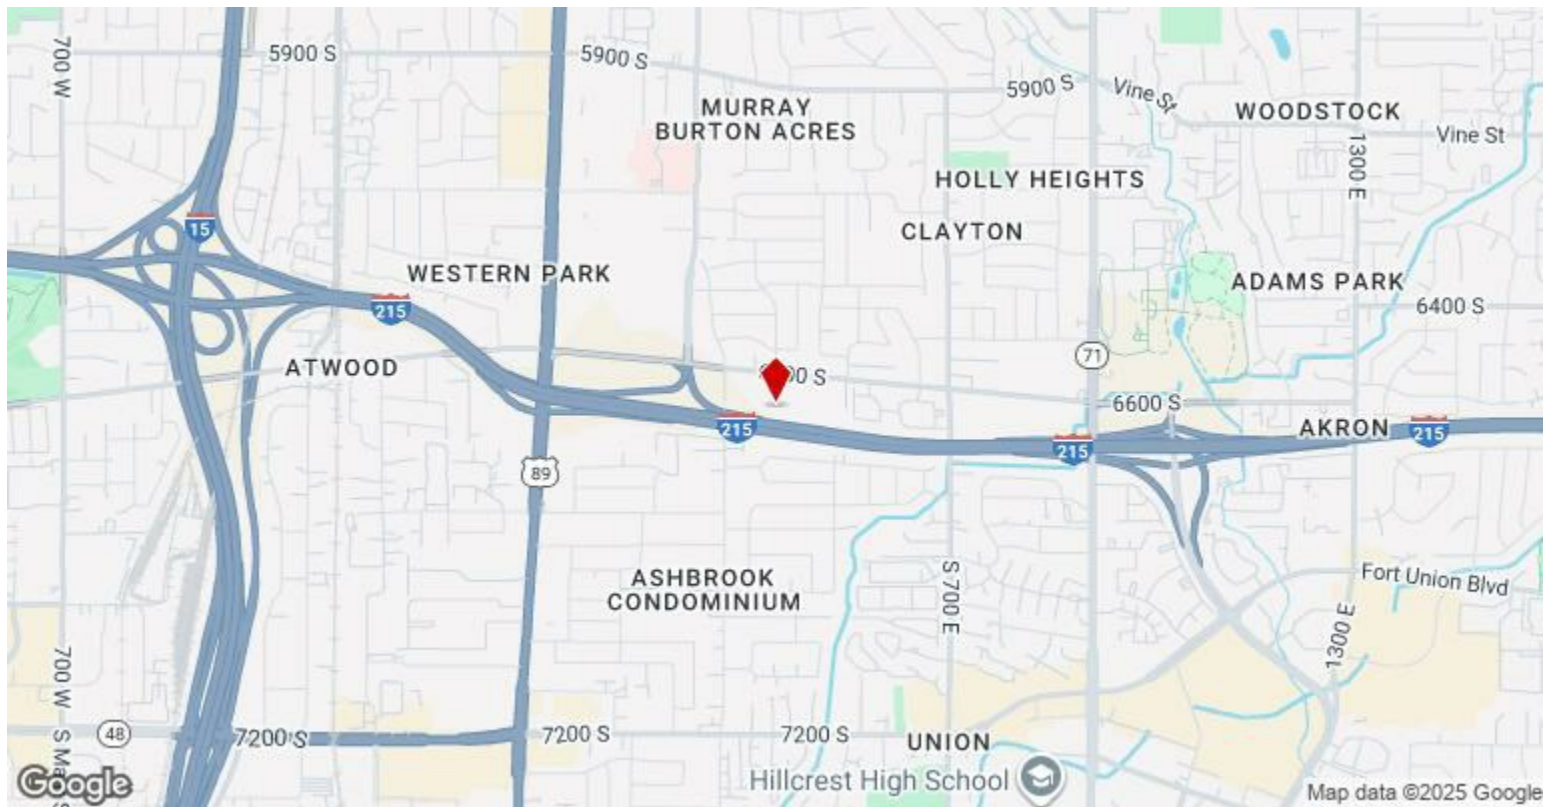 700 W
5900 S
5900 S
5900 S
Vine St
MURRAY
BURTON ACRES
WOODSTOCK
Vine St
1300 E
HOLLY HEIGHTS
CLAYTON
15
WESTERN PARK
ADAMS PARK
215
6400 S
ATWOOD
71
00 S
6600 S
215
AKRON
215
215
89
S 700 E
ASHBROOK
CONDOMINIUM
Fort Union Blvd
1300 E
700 W
48
7200 S
7200 S
7200 S
UNION
Hillcrest High School
Google
Map data ©2025 Google